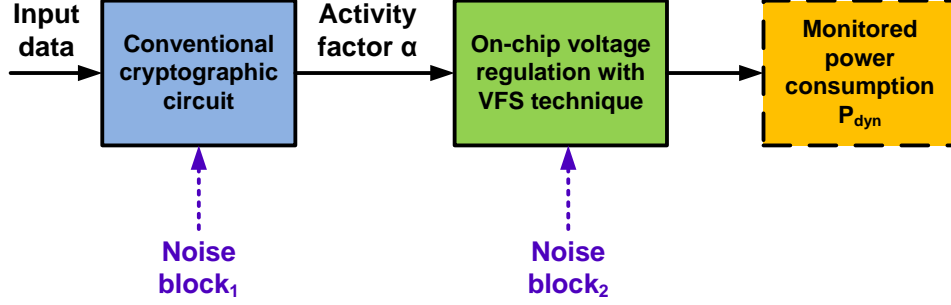 Input
data
Conventional
cryptographic
circuit
Activity
factor α
On-chip voltage
regulation with
VFS technique
Monitored
power
consumption
P_dyn
Noise
block₁
Noise
block₂